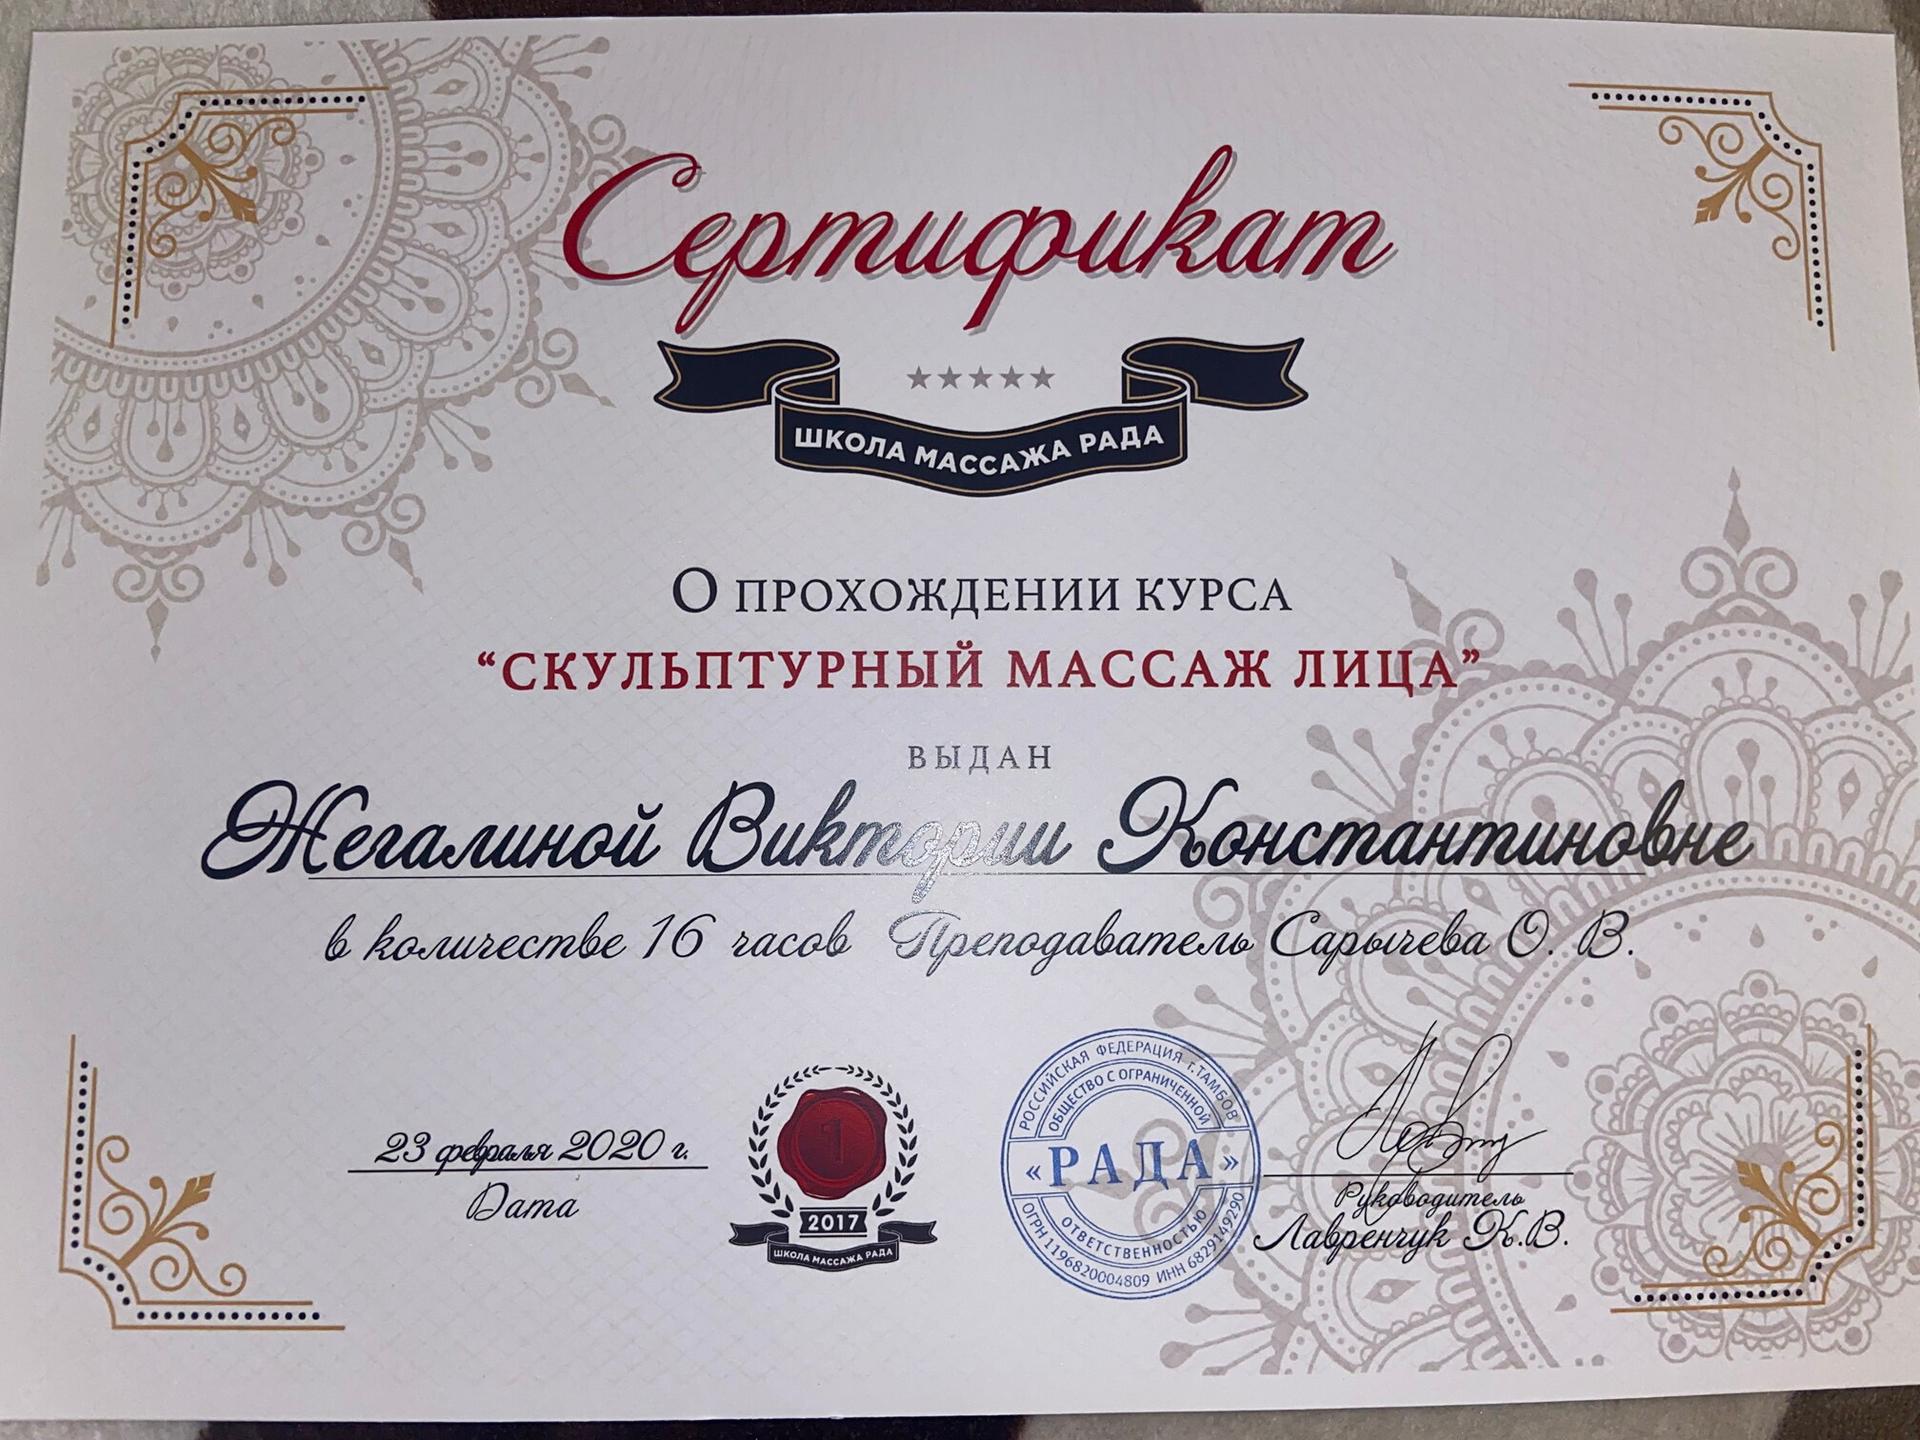 Сертификат
ШКОЛА МАССАЖА РАДА
О ПРОХОЖДЕНИИ КУРСА
“СКУЛЬПТУРНЫЙ МАССАЖ ЛИЦА”
ВЫДАН
Жегалиной Виктории Константиновне
в количестве 16 часов Преподаватель Сарычева О. В.
23 февраля 2020 г.
Дата
1
2017
ШКОЛА МАССАЖА РАДА
РОССИЙСКАЯ ФЕДЕРАЦИЯ Г.ТАМБОВ
ОБЩЕСТВО С ОГРАНИЧЕННОЙ
«РАДА»
ОТВЕТСТВЕННОСТЬЮ
ОГРН 1196820004809 ИНН 6829149290
Руководитель
Лавренчук К.В.